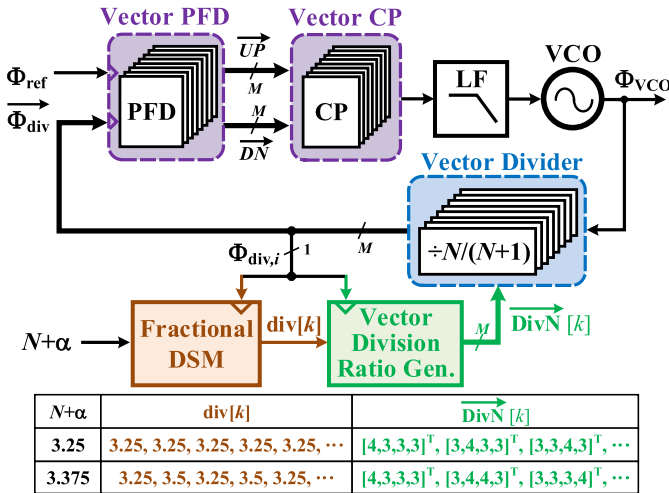 Vector PFD
Vector CP
UP
M
Φref
Φdiv
PFD
M
DN
CP
LF
VCO
ΦVCO
Vector Divider
÷N/(N+1)
M
Φdiv,i
1
N+α
Fractional
DSM
div[k]
Vector
Division
Ratio Gen.
M
DivN [k]
N+α div[k] DivN [k]
3.25 3.25, 3.25, 3.25, 3.25, 3.25, ··· [4,3,3,3]ᵀ, [3,4,3,3]ᵀ, [3,3,4,3]ᵀ, ···
3.375 3.25, 3.5, 3.25, 3.5, 3.25, ··· [4,3,3,3]ᵀ, [3,4,4,3]ᵀ, [3,3,3,4]ᵀ, ···